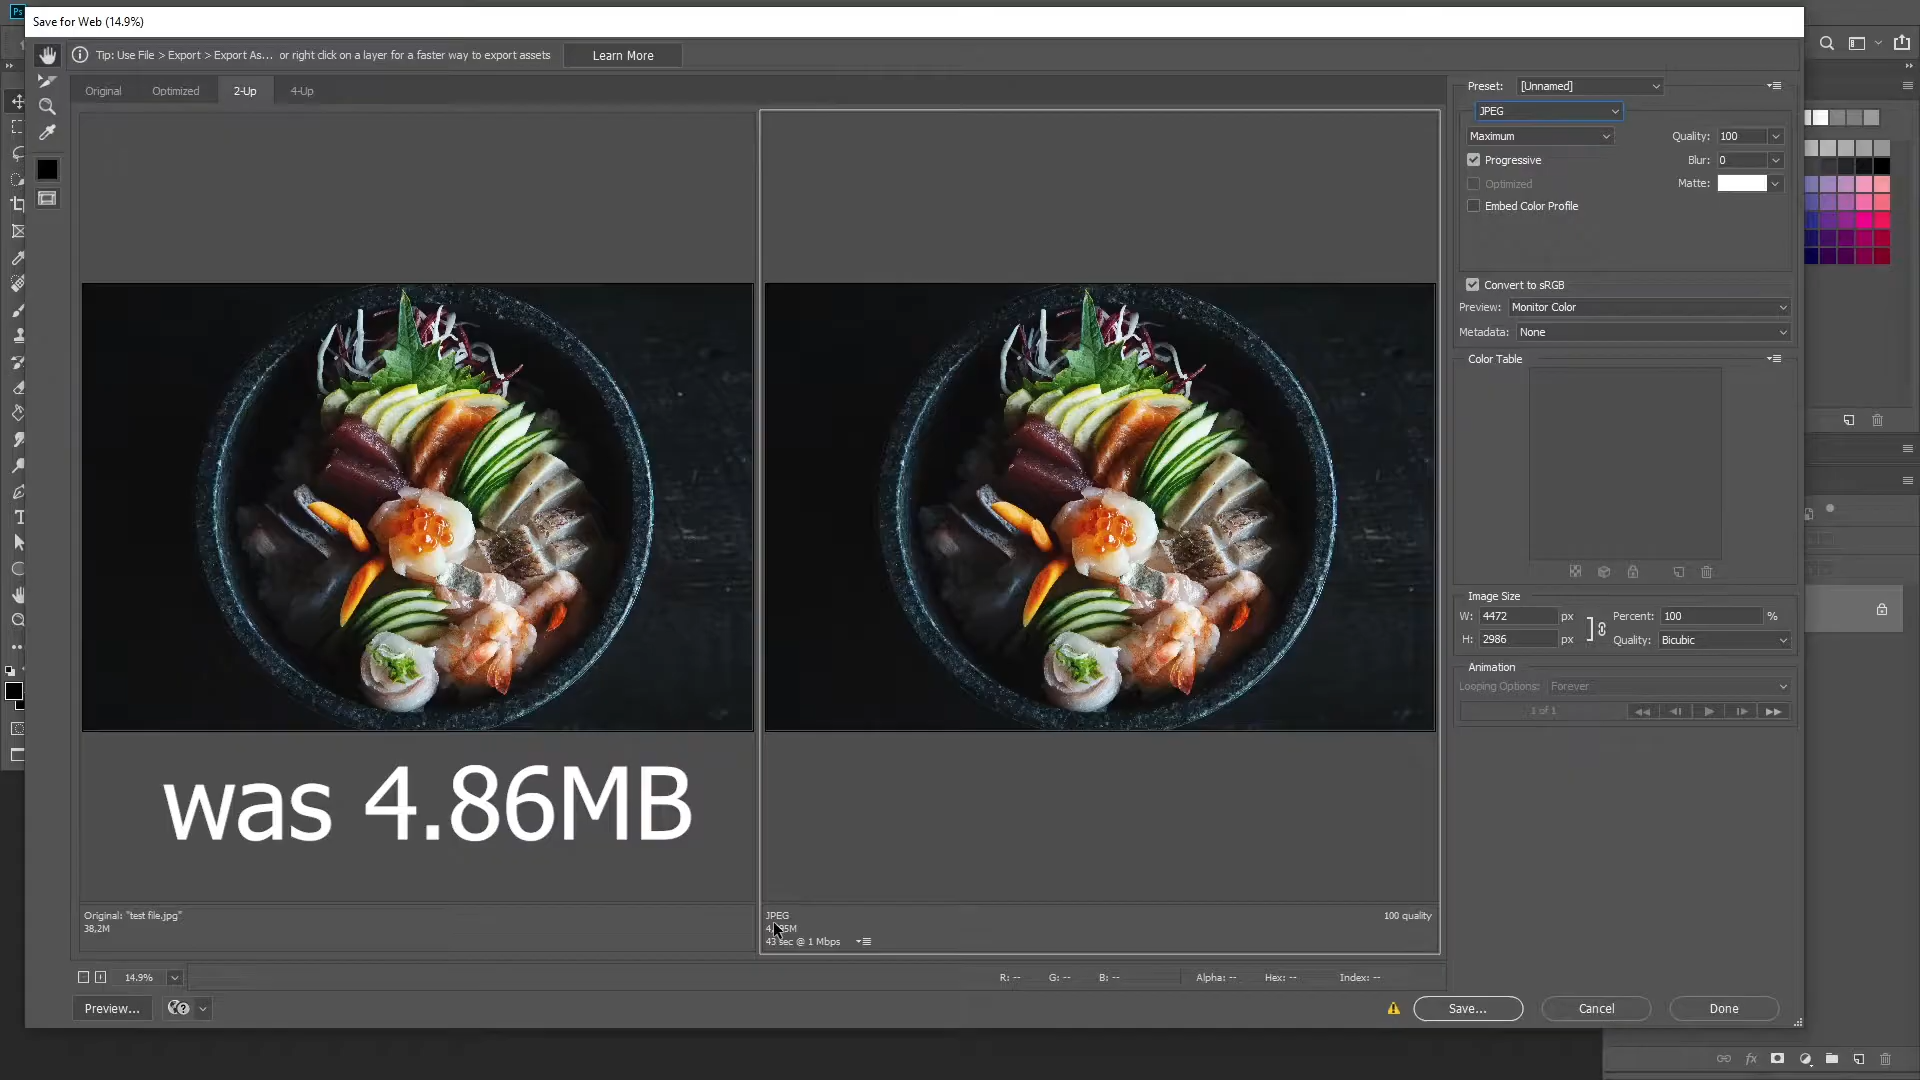 Ps
Save for Web (14.9%)
Tip: Use File > Export > Export As... or right click on a layer for a faster way to export assets
Learn More
Original Optimized 2-Up 4-Up
Preset: [Unnamed]
JPEG
Maximum Quality: 100
Progressive Blur: 0
Optimized Matte:
Embed Color Profile
Convert to sRGB
Preview: Monitor Color
Metadata: None
Color Table
Image Size
W: 4472 px Percent: 100 %
H: 2986 px Quality: Bicubic
Animation
Looping Options: Forever
1 of 1
was 4.86MB
Original: "test file.jpg"
38,2M
JPEG 100 quality
43 sec @ 1 Mbps
14.9% R: -- G: -- B: -- Alpha: -- Hex: -- Index: --
Preview... Save... Cancel Done
fx